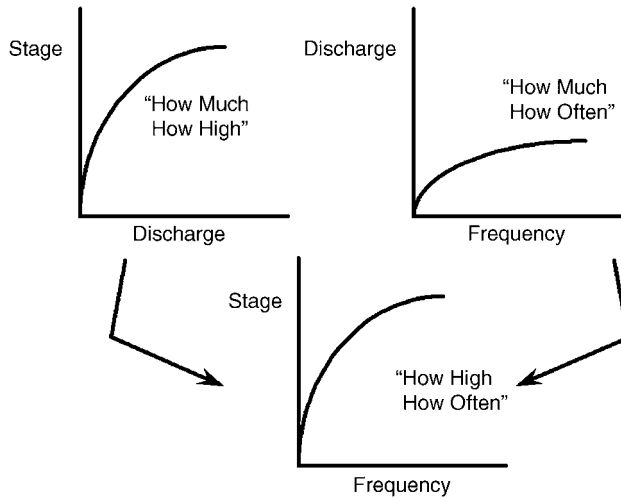 Stage
“How Much
How High”
Discharge
Discharge
“How Much
How Often”
Frequency
Stage
“How High
How Often”
Frequency